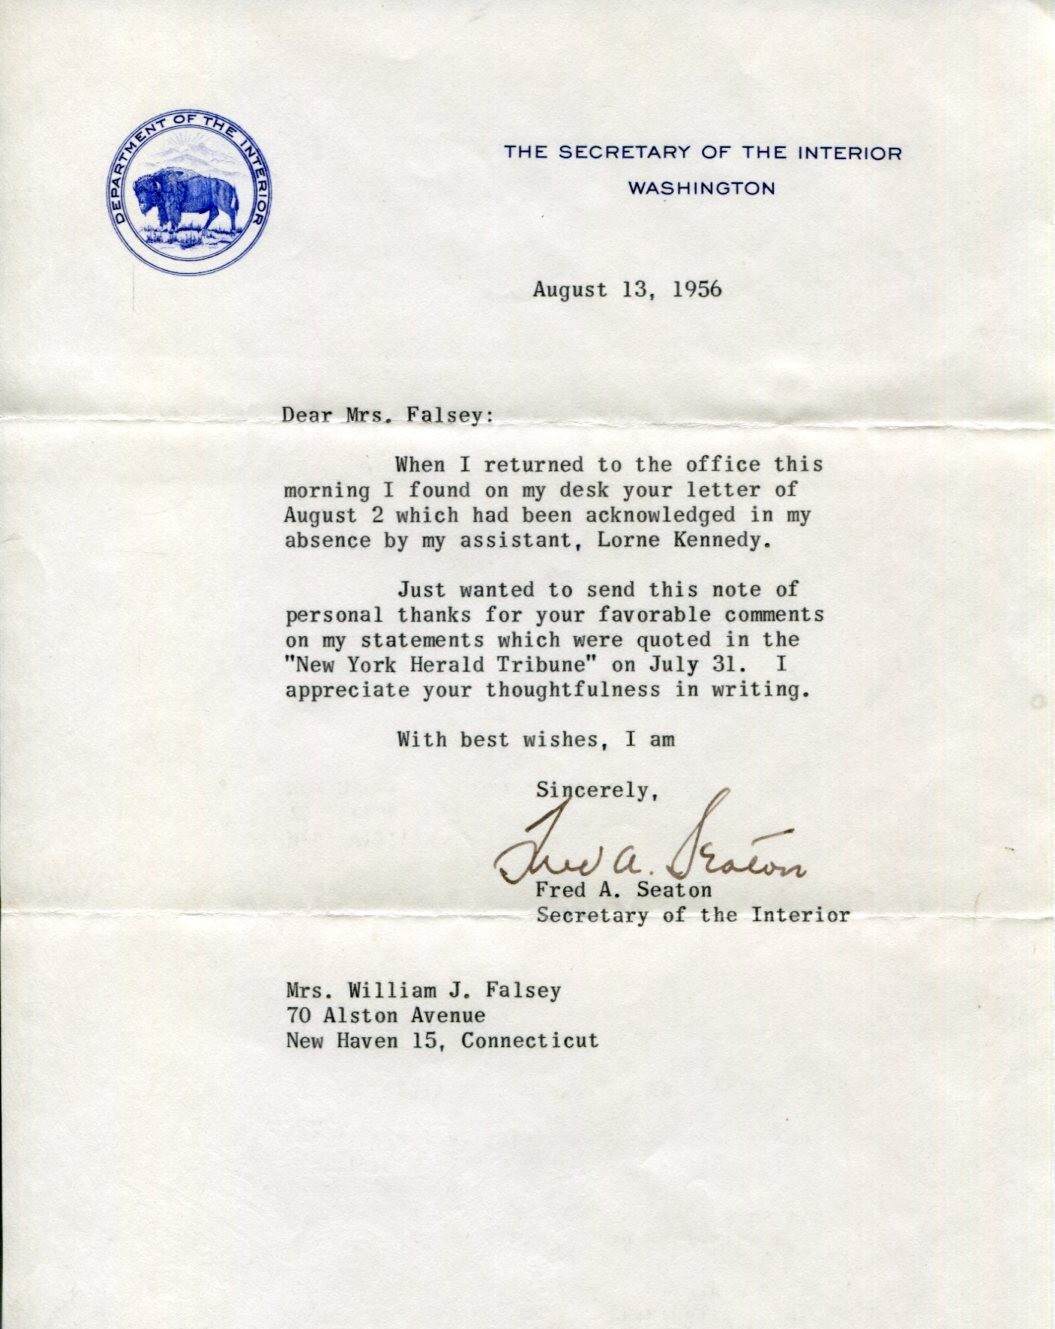 DEPARTMENT OF THE INTERIOR
THE SECRETARY OF THE INTERIOR
WASHINGTON
August 13, 1956
Dear Mrs. Falsey:
When I returned to the office this
morning I found on my desk your letter of
August 2 which had been acknowledged in my
absence by my assistant, Lorne Kennedy.
Just wanted to send this note of
personal thanks for your favorable comments
on my statements which were quoted in the
"New York Herald Tribune" on July 31.  I
appreciate your thoughtfulness in writing.
With best wishes, I am
Sincerely,
Fred A. Seaton
Fred A. Seaton
Secretary of the Interior
Mrs. William J. Falsey
70 Alston Avenue
New Haven 15, Connecticut